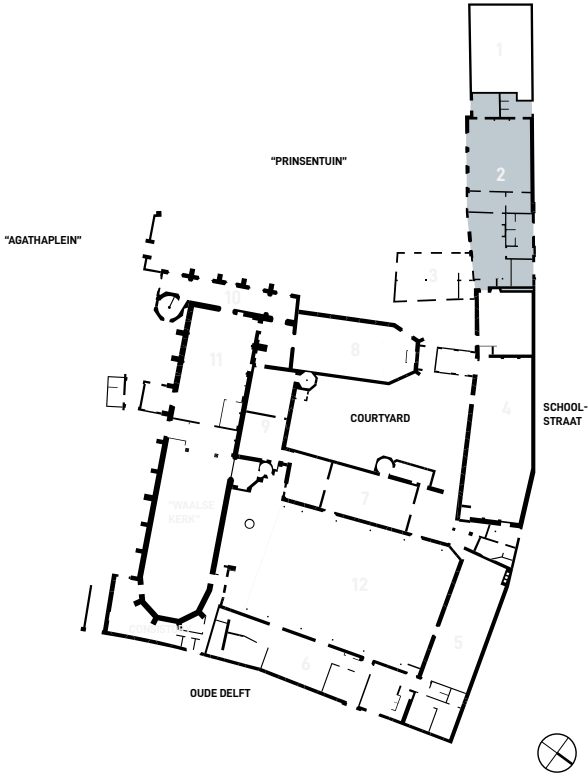 1
2
"PRINSENTUIN"
"AGATHAPLEIN"
3
10
8
11
4
SCHOOL-
STRAAT
COURTYARD
9
7
"WAALSE
KERK"
12
5
6
OUDE DELFT